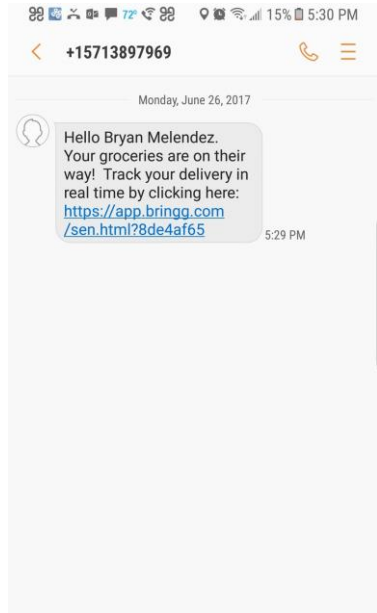 72° 15% 5:30 PM
+15713897969
Monday, June 26, 2017
Hello Bryan Melendez.
Your groceries are on their
way! Track your delivery in
real time by clicking here:
https://app.bringg.com
/sen.html?8de4af65
5:29 PM